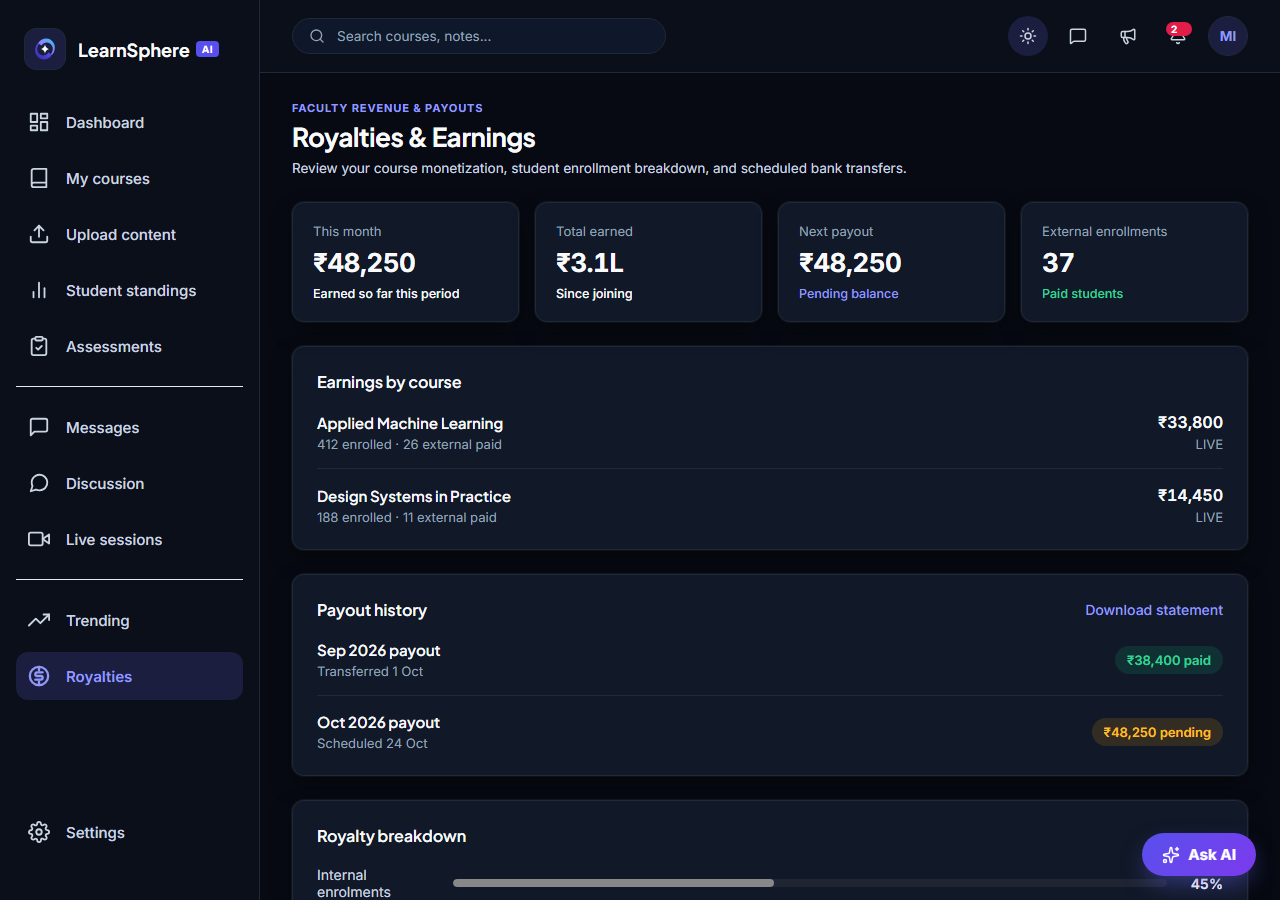 LearnSphere AI
Search courses, notes...
2
MI
Dashboard
My courses
Upload content
Student standings
Assessments
Messages
Discussion
Live sessions
Trending
Royalties
Settings
FACULTY REVENUE & PAYOUTS
Royalties & Earnings
Review your course monetization, student enrollment breakdown, and scheduled bank transfers.
This month
₹48,250
Earned so far this period
Total earned
₹3.1L
Since joining
Next payout
₹48,250
Pending balance
External enrollments
37
Paid students
Earnings by course
Applied Machine Learning
₹33,800
412 enrolled · 26 external paid
LIVE
Design Systems in Practice
₹14,450
188 enrolled · 11 external paid
LIVE
Payout history
Download statement
Sep 2026 payout
Transferred 1 Oct
₹38,400 paid
Oct 2026 payout
Scheduled 24 Oct
₹48,250 pending
Royalty breakdown
Internal
enrolments
45%
Ask AI